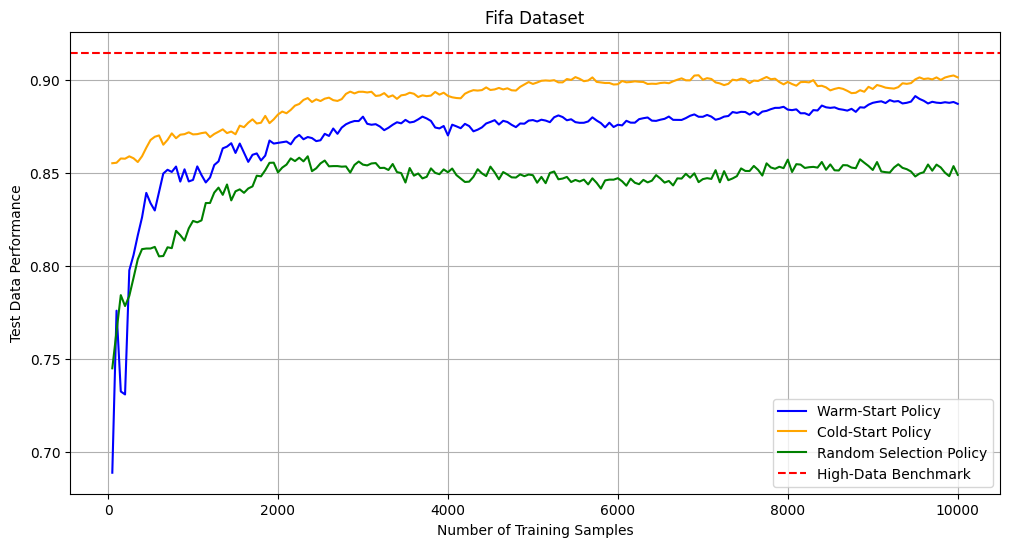 Fifa Dataset
Test Data Performance
0.90
0.85
0.80
0.75
0.70
0
2000
4000
6000
8000
10000
Number of Training Samples
Warm-Start Policy
Cold-Start Policy
Random Selection Policy
High-Data Benchmark